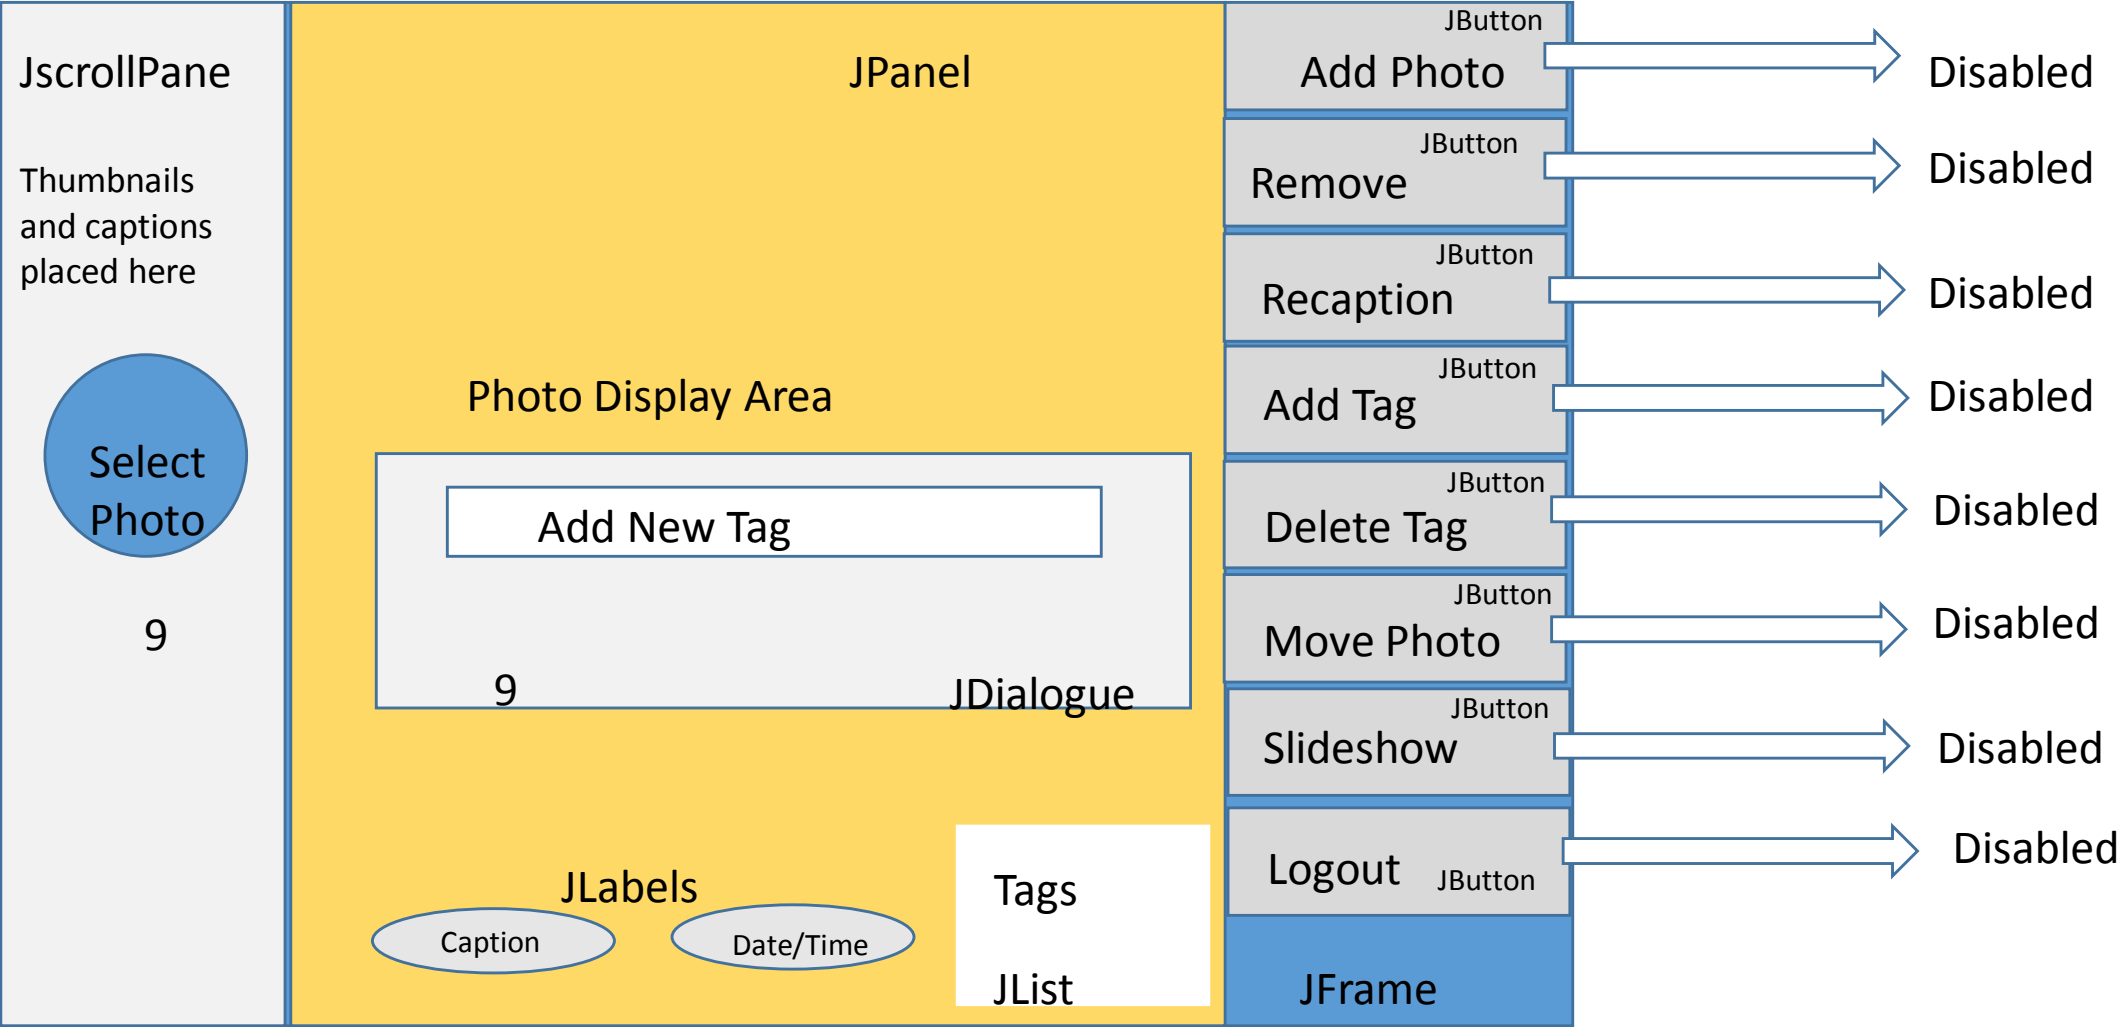 JscrollPane
Thumbnails
and captions
placed here
Select
Photo
9
JPanel
Photo Display Area
Add New Tag
9
JDialogue
JLabels
Caption
Date/Time
Tags
JList
JButton
Add Photo
Disabled
JButton
Remove
Disabled
JButton
Recaption
Disabled
JButton
Add Tag
Disabled
JButton
Delete Tag
Disabled
JButton
Move Photo
Disabled
JButton
Slideshow
Disabled
Logout
JButton
Disabled
JFrame